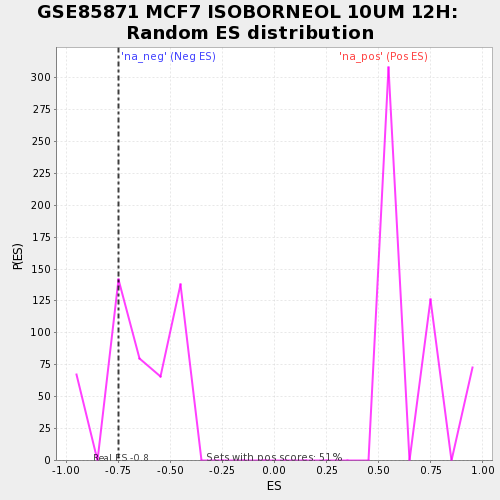 GSE85871 MCF7 ISOBORNEOL 10UM 12H:
Random ES distribution
'na_neg' (Neg ES)
'na_pos' (Pos ES)
300
275
250
225
200
175
150
125
100
75
50
25
0
P(ES)
Real ES -0.8
Sets with pos scores: 51%
-1.00 -0.75 -0.50 -0.25 0.00 0.25 0.50 0.75 1.00
ES